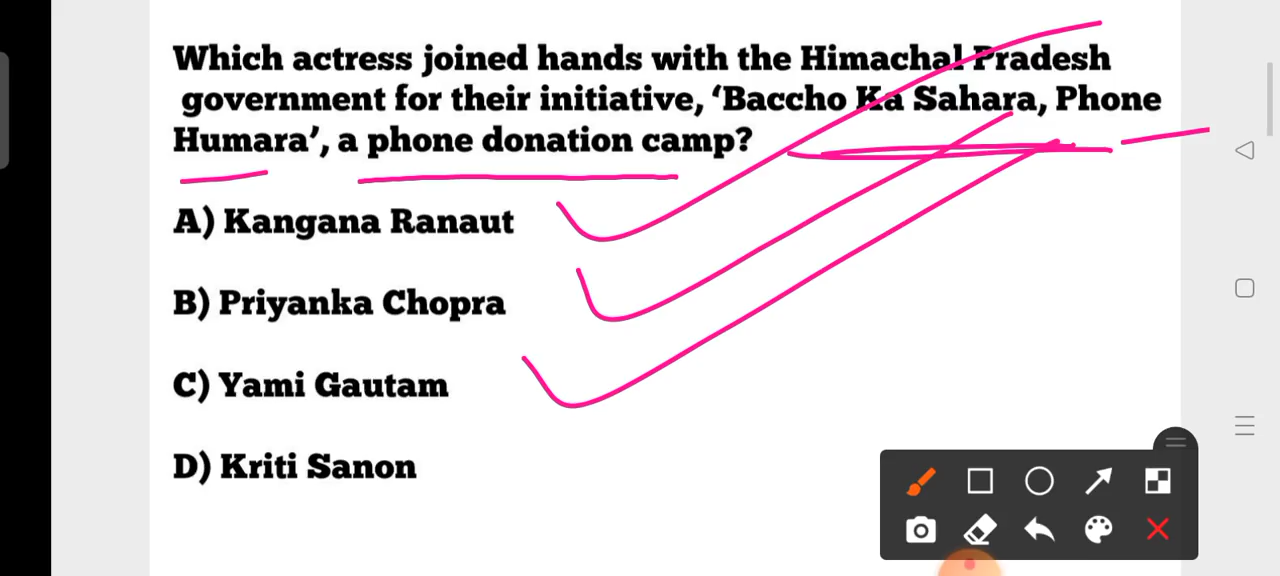 Which actress joined hands with the Himachal Pradesh
government for their initiative, ‘Baccho Ka Sahara, Phone
Humara’, a phone donation camp?
A) Kangana Ranaut
B) Priyanka Chopra
C) Yami Gautam
D) Kriti Sanon